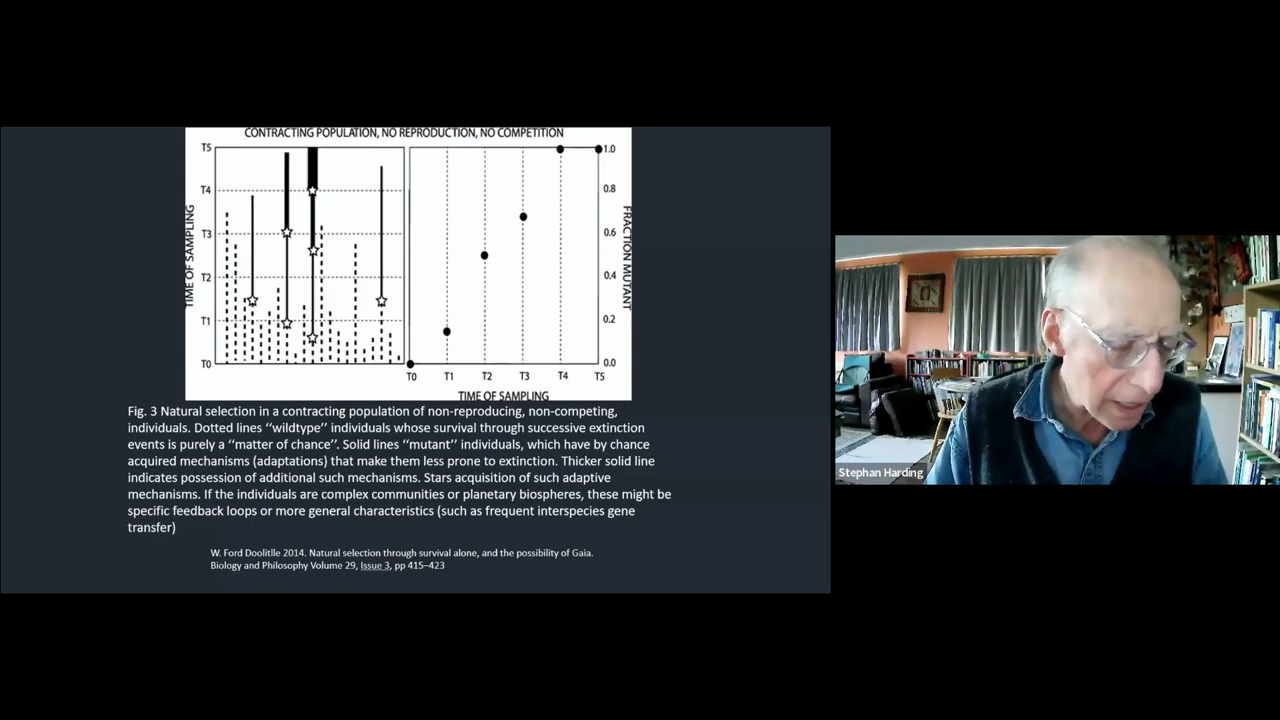 CONTRACTING POPULATION, NO REPRODUCTION, NO COMPETITION
T5
T4
T3
T2
T1
T0
TIME OF SAMPLING
1.0
0.8
0.6
0.4
0.2
0.0
FRACTION MUTANT
T0 T1 T2 T3 T4 T5
TIME OF SAMPLING
Fig. 3 Natural selection in a contracting population of non-reproducing, non-competing,
individuals. Dotted lines ‘‘wildtype’’ individuals whose survival through successive extinction
events is purely a ‘‘matter of chance’’. Solid lines ‘‘mutant’’ individuals, which have by chance
acquired mechanisms (adaptations) that make them less prone to extinction. Thicker solid line
indicates possession of additional such mechanisms. Stars acquisition of such adaptive
mechanisms. If the individuals are complex communities or planetary biospheres, these might be
specific feedback loops or more general characteristics (such as frequent interspecies gene
transfer)
W. Ford Doolitlle 2014. Natural selection through survival alone, and the possibility of Gaia.
Biology and Philosophy Volume 29, Issue 3, pp 415–423
Stephan Harding